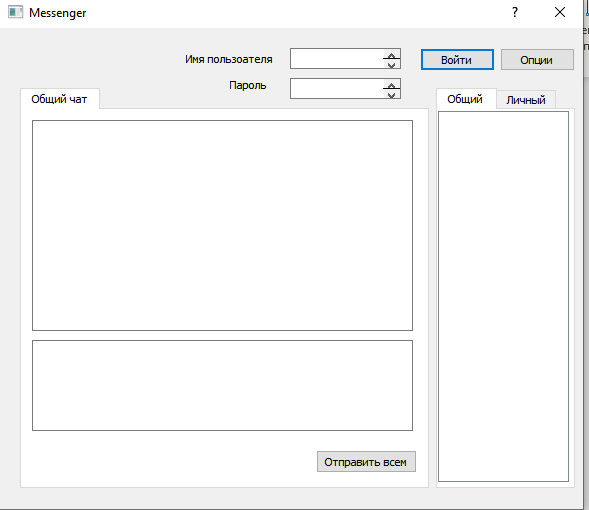 Messenger
Имя пользоателя
Войти
Опции
Пароль
Общий чат
Общий
Личный
Отправить всем